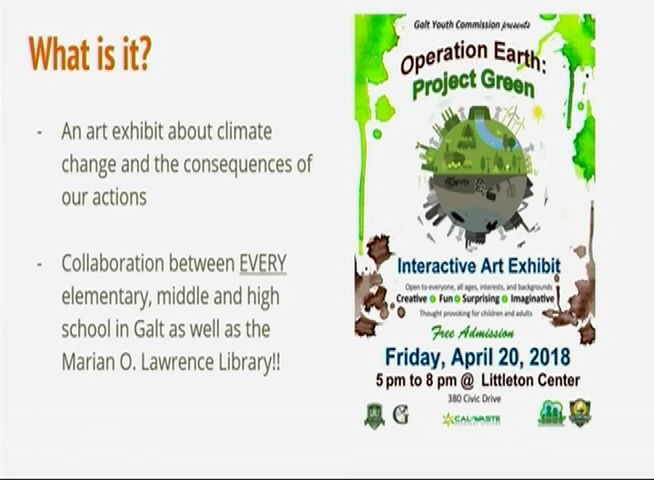 What is it?
- An art exhibit about climate
change and the consequences of
our actions
- Collaboration between EVERY
elementary, middle and high
school in Galt as well as the
Marian O. Lawrence Library!!
Galt Youth Commission presents
Operation Earth:
Project Green
Interactive Art Exhibit
Open to everyone, all ages, interests, and backgrounds
Creative Fun Surprising Imaginative
Thought provoking for children and adults
Free Admission
Friday, April 20, 2018
5 pm to 8 pm @ Littleton Center
380 Civic Drive
CAL-WASTE